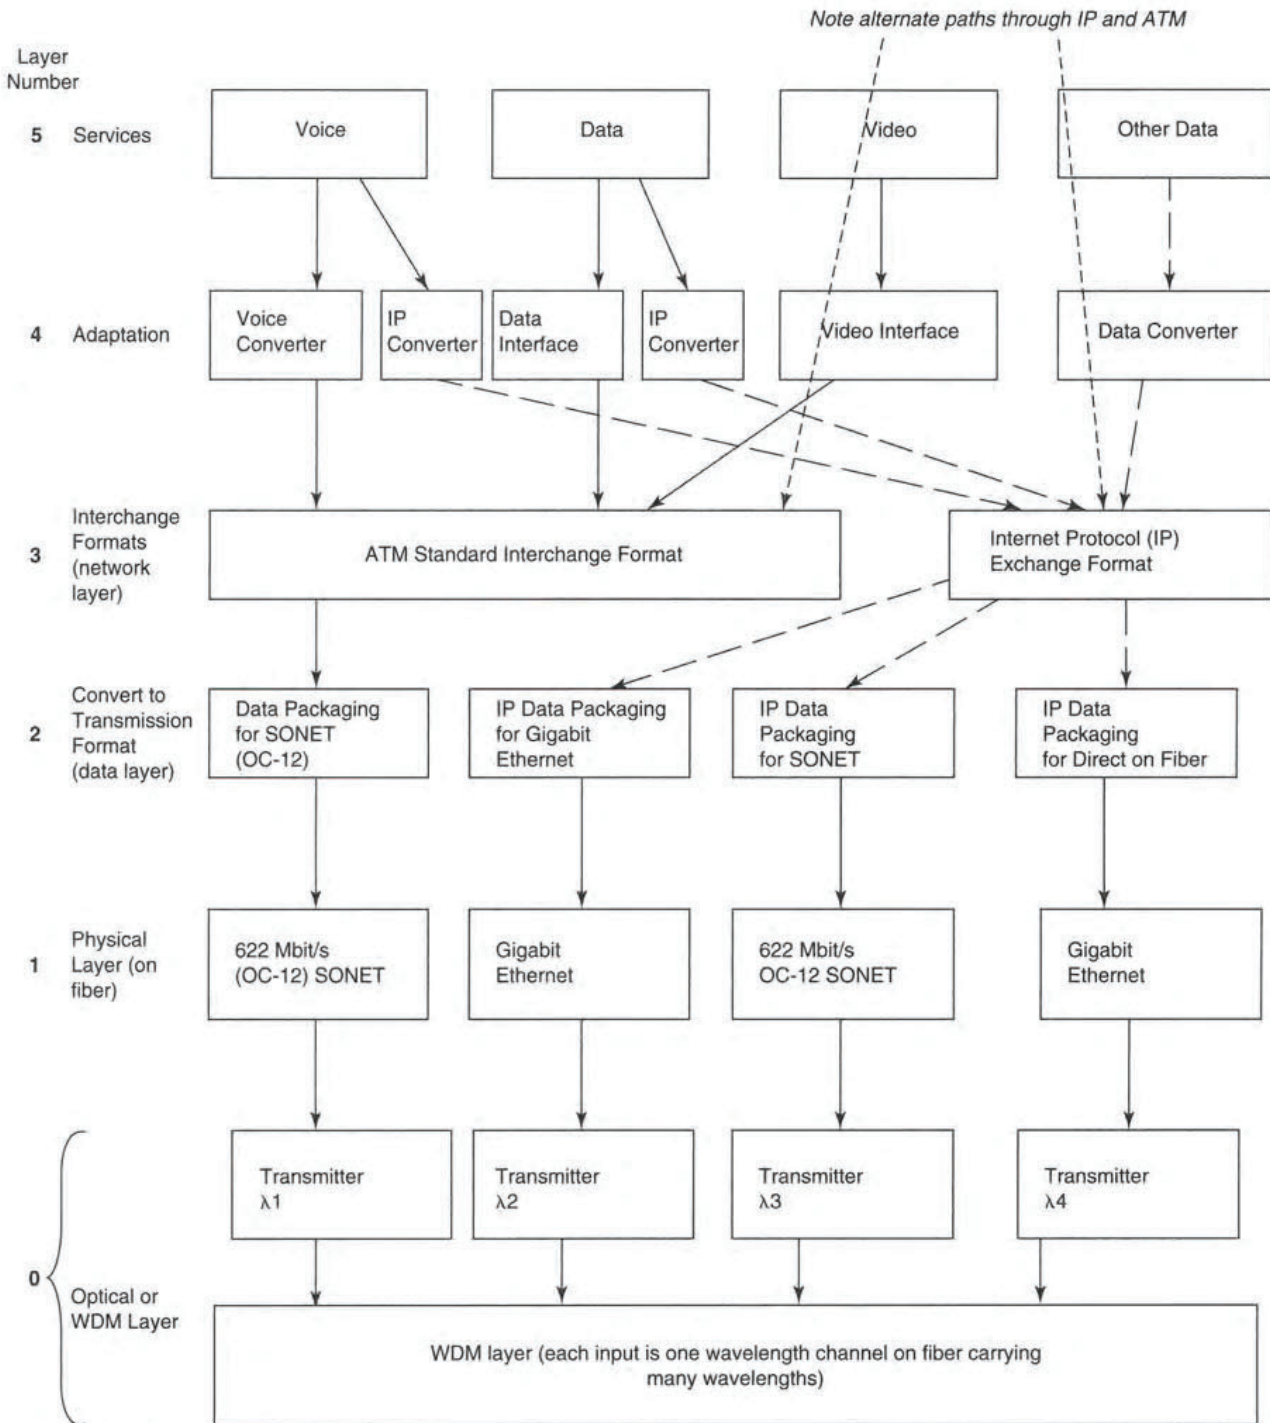 Note alternate paths through IP and ATM
Layer
Number
5 Services
Voice
Data
Video
Other Data
4 Adaptation
Voice
Converter
IP
Converter
Data
Interface
IP
Converter
Video Interface
Data Converter
3
Interchange
Formats
(network
layer)
ATM Standard Interchange Format
Internet Protocol (IP)
Exchange Format
2
Convert to
Transmission
Format
(data layer)
Data Packaging
for SONET
(OC-12)
IP Data Packaging
for Gigabit
Ethernet
IP Data
Packaging
for SONET
IP Data
Packaging
for Direct on Fiber
1
Physical
Layer (on
fiber)
622 Mbit/s
(OC-12) SONET
Gigabit
Ethernet
622 Mbit/s
OC-12 SONET
Gigabit
Ethernet
0
Optical or
WDM Layer
Transmitter
λ1
Transmitter
λ2
Transmitter
λ3
Transmitter
λ4
WDM layer (each input is one wavelength channel on fiber carrying
many wavelengths)